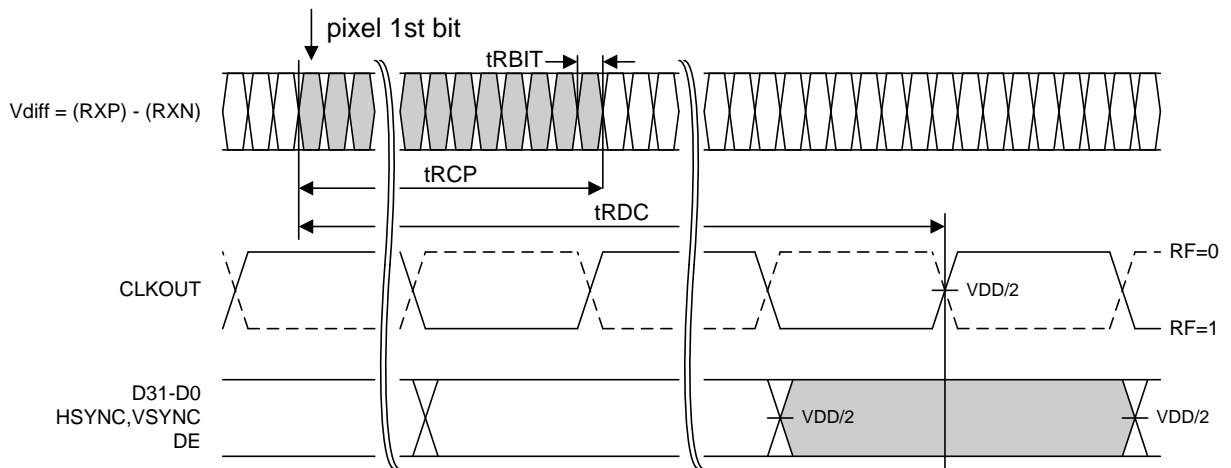 pixel 1st bit
tRBIT
Vdiff = (RXP) - (RXN)
tRCP
tRDC
RF=0
CLKOUT
VDD/2
RF=1
D31-D0
HSYNC,VSYNC
DE
VDD/2
VDD/2